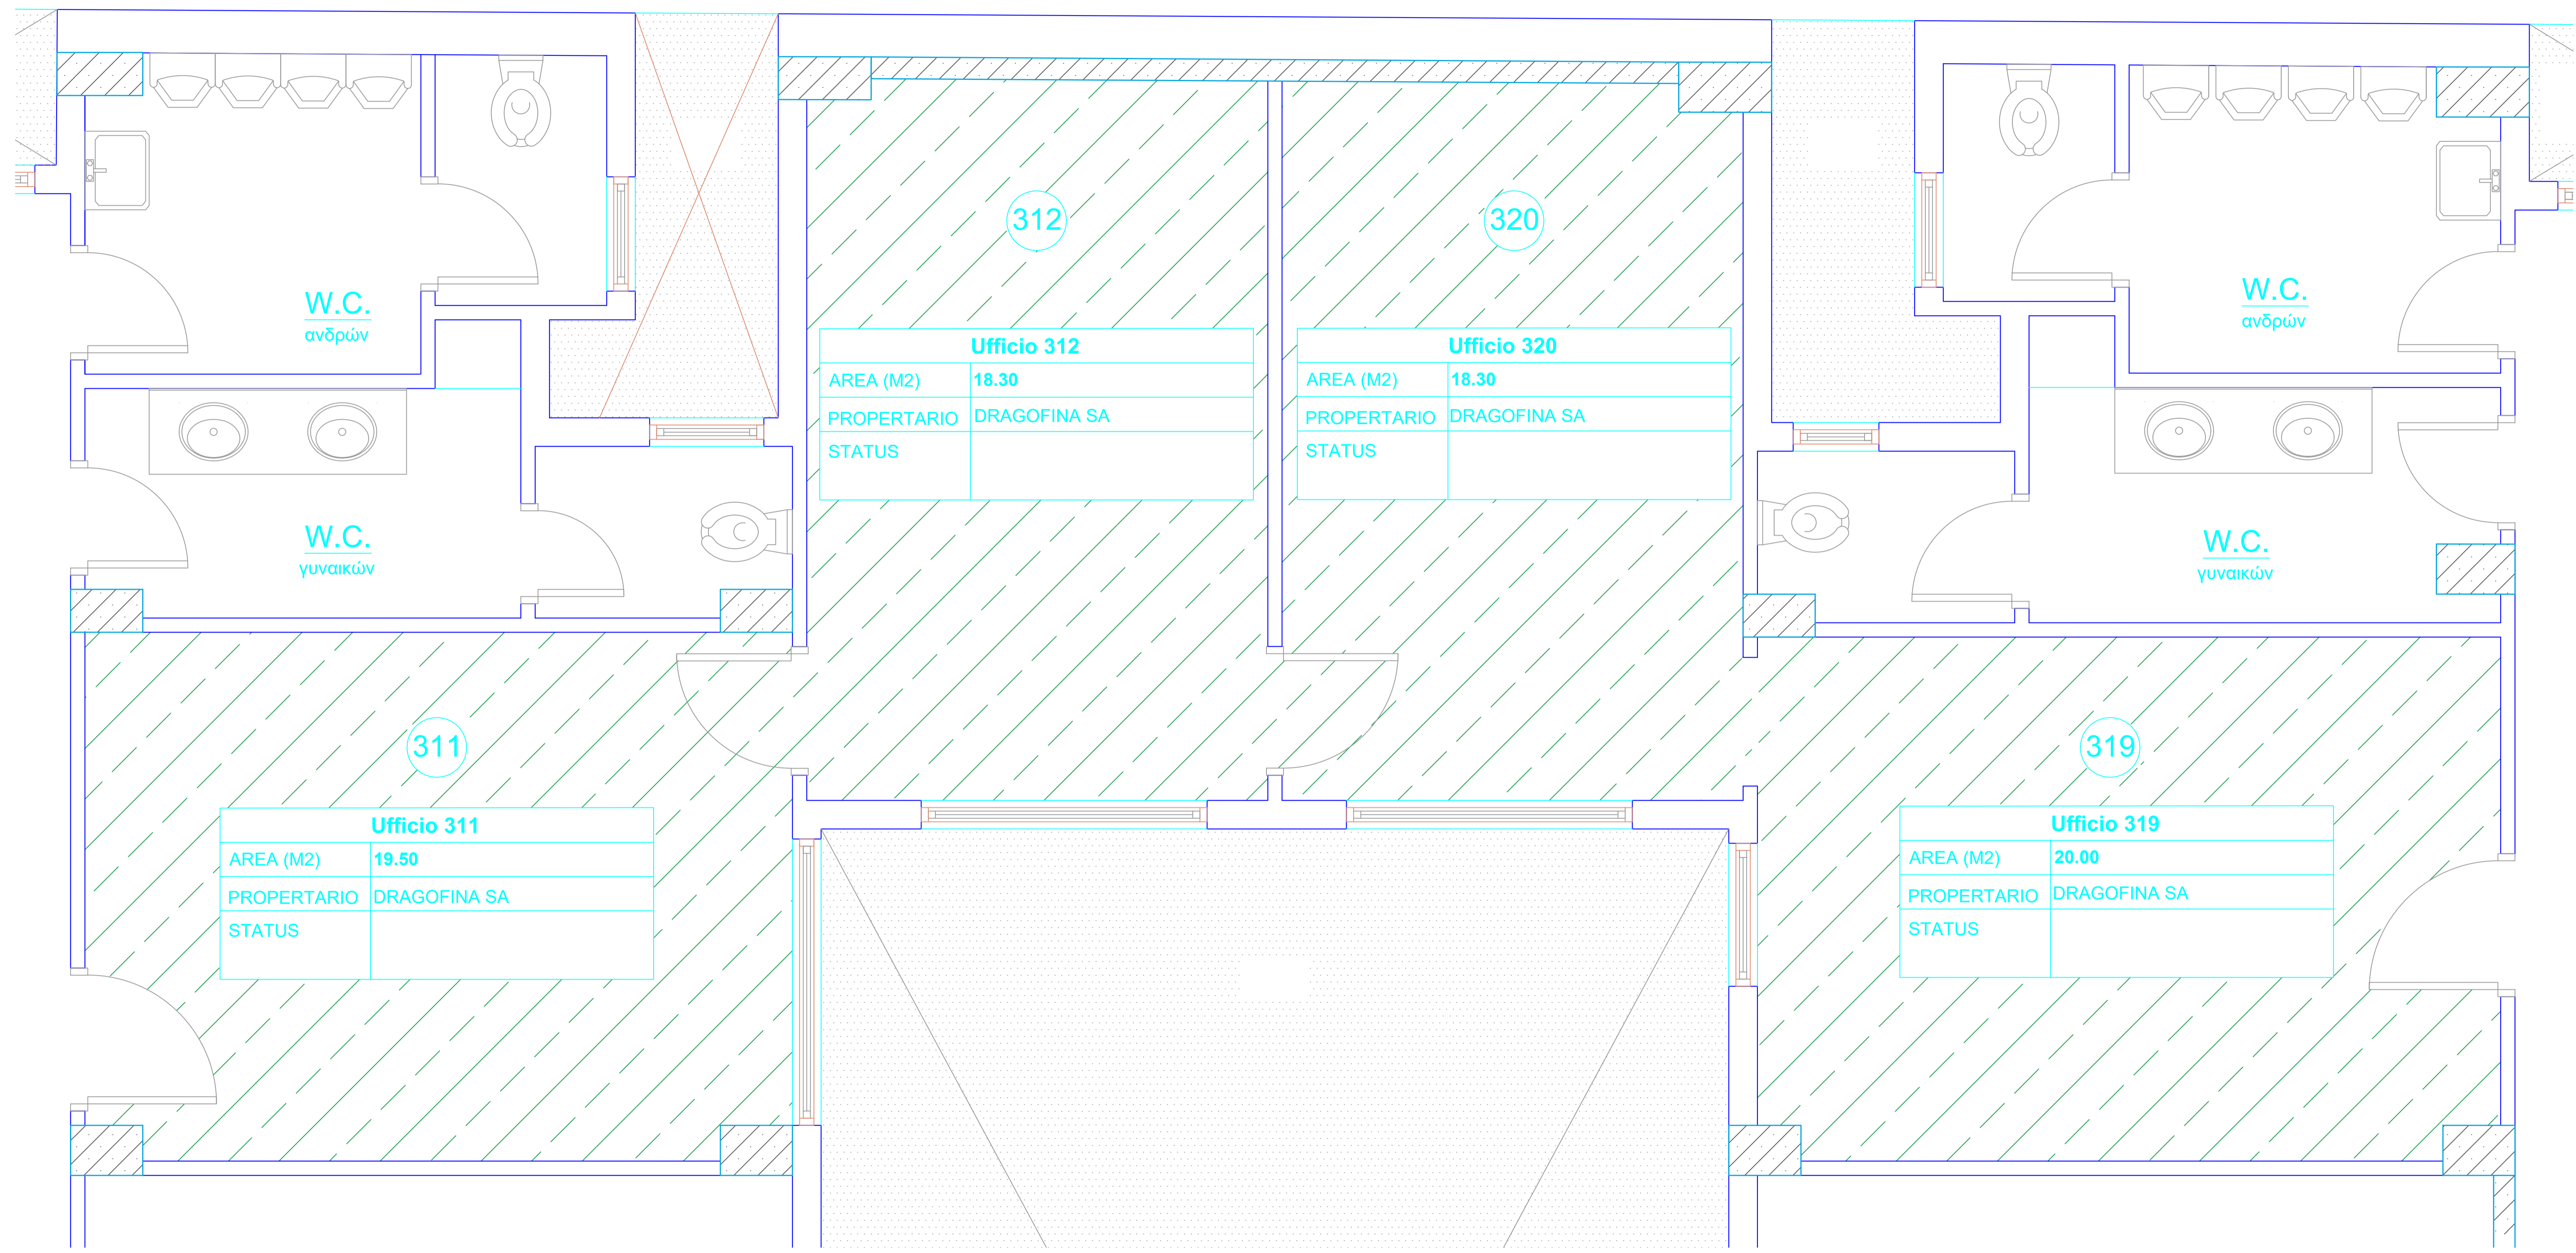 312
320
W.C.
ανδρών
W.C.
ανδρών
Ufficio 312
AREA (M2) 18.30
PROPERTARIO DRAGOFINA SA
STATUS
Ufficio 320
AREA (M2) 18.30
PROPERTARIO DRAGOFINA SA
STATUS
W.C.
γυναικών
W.C.
γυναικών
311
319
Ufficio 311
AREA (M2) 19.50
PROPERTARIO DRAGOFINA SA
STATUS
Ufficio 319
AREA (M2) 20.00
PROPERTARIO DRAGOFINA SA
STATUS